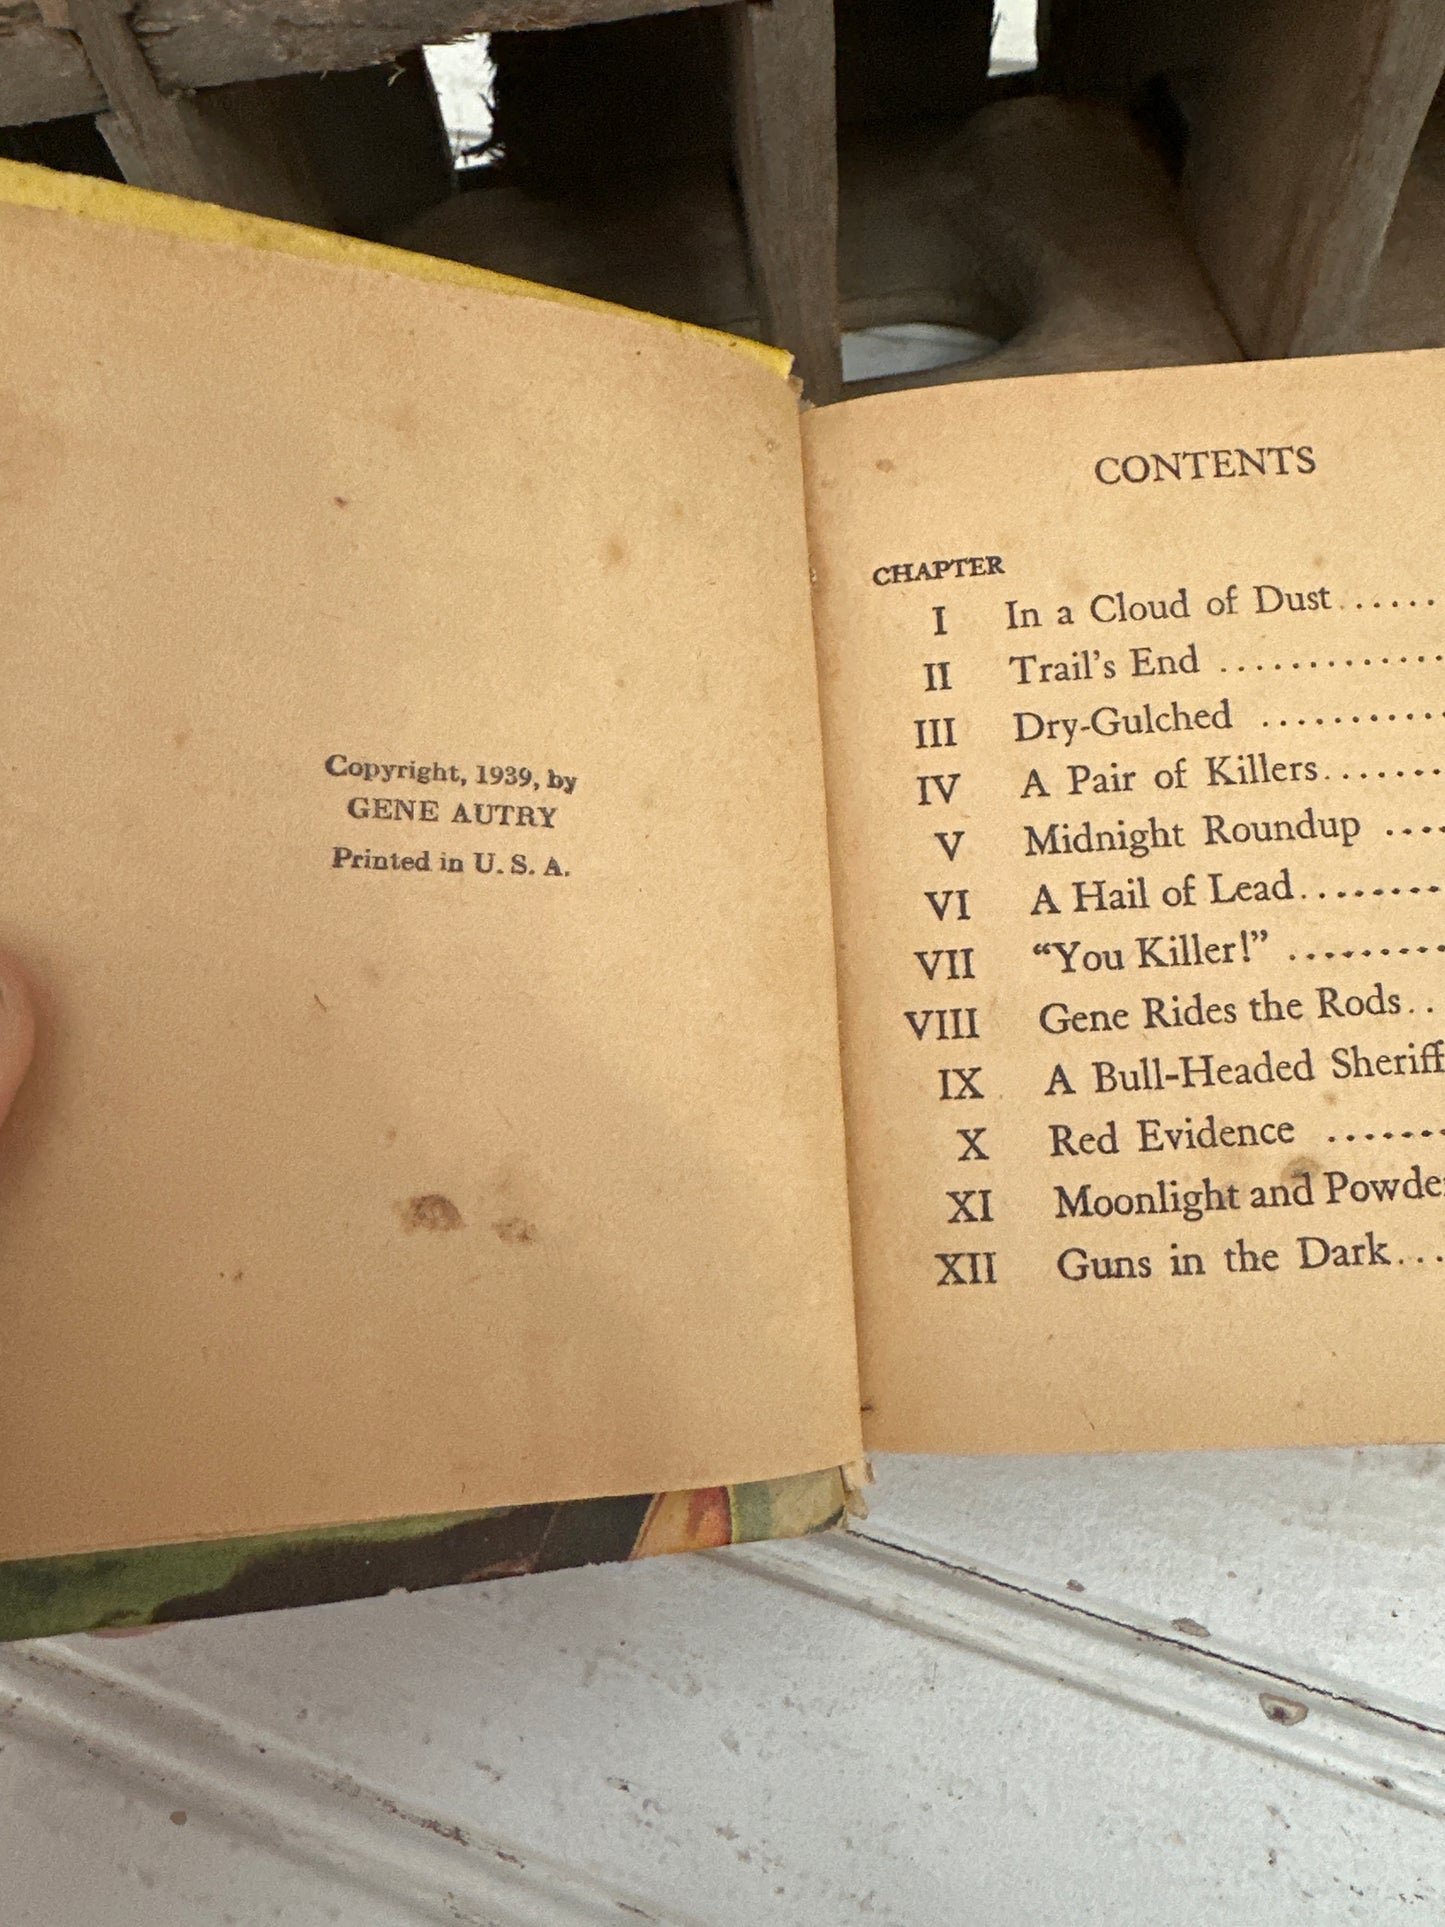 Copyright, 1939, by
GENE AUTRY
Printed in U. S. A.
CONTENTS
CHAPTER
I In a Cloud of Dust......
II Trail's End .............
III Dry-Gulched ...........
IV A Pair of Killers.......
V Midnight Roundup ....
VI A Hail of Lead.........
VII “You Killer!” .........
VIII Gene Rides the Rods..
IX A Bull-Headed Sheriff
X Red Evidence .......
XI Moonlight and
XII Guns in the Dark...